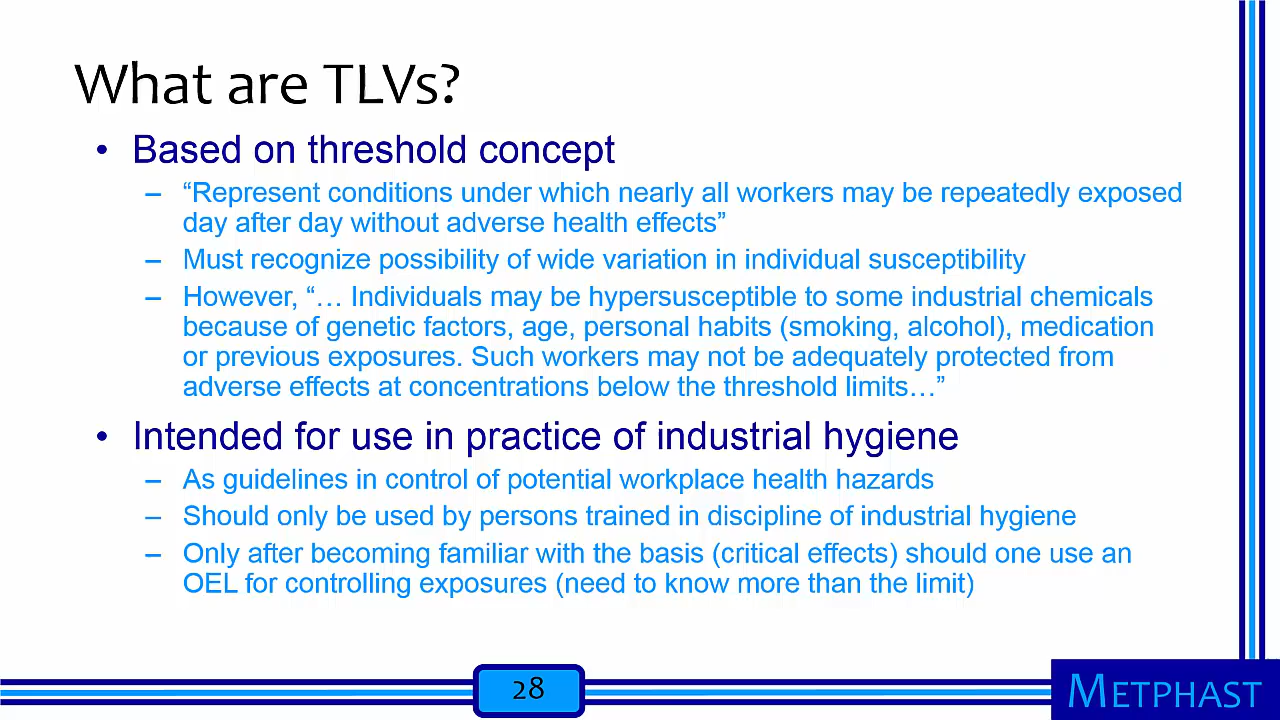 What are TLVs?
• Based on threshold concept
– “Represent conditions under which nearly all workers may be repeatedly exposed
day after day without adverse health effects”
– Must recognize possibility of wide variation in individual susceptibility
– However, “… Individuals may be hypersusceptible to some industrial chemicals
because of genetic factors, age, personal habits (smoking, alcohol), medication
or previous exposures. Such workers may not be adequately protected from
adverse effects at concentrations below the threshold limits…”
• Intended for use in practice of industrial hygiene
– As guidelines in control of potential workplace health hazards
– Should only be used by persons trained in discipline of industrial hygiene
– Only after becoming familiar with the basis (critical effects) should one use an
OEL for controlling exposures (need to know more than the limit)
28
METPHAST